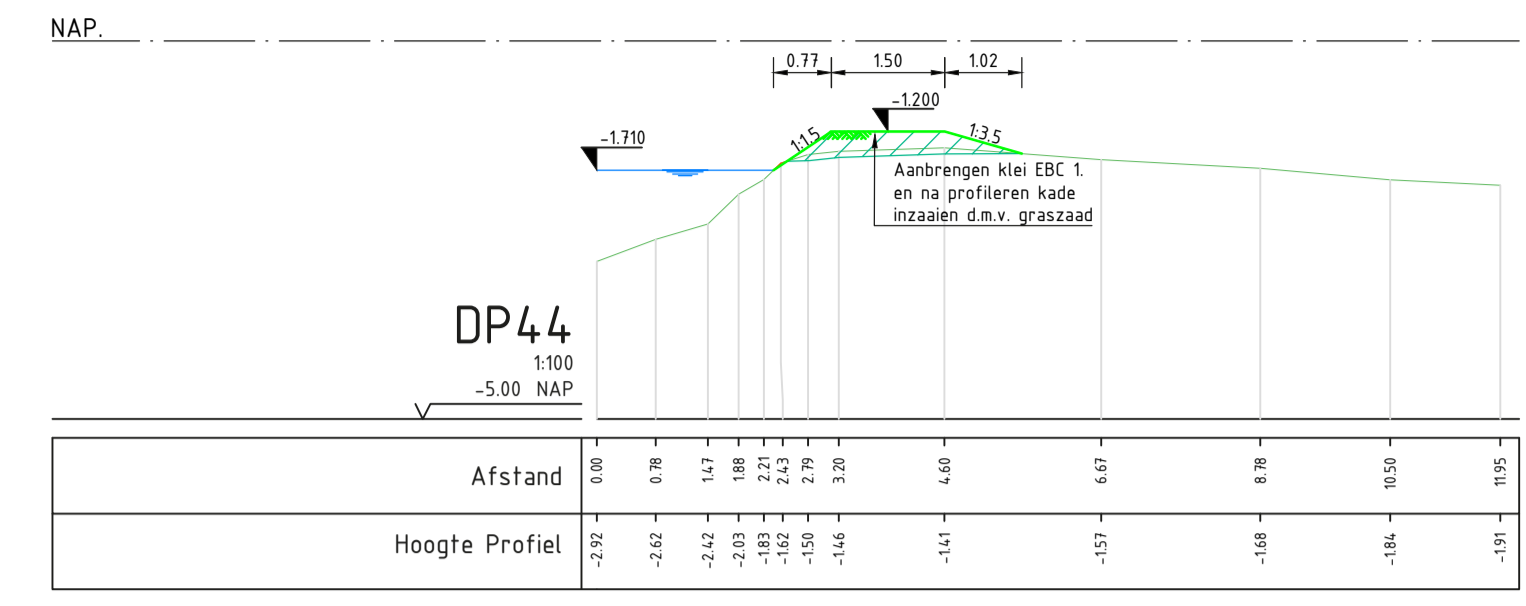 NAP.
0.77 1.50 1.02
-1.200
-1.710
1:1.5
1:3.5
Aanbrengen klei EBC 1.
en na profileren kade
inzaaien d.m.v. graszaad
DP44
1:100
-5.00 NAP
Afstand 0.00 0.78 1.47 1.88 2.21 2.43 2.79 3.20 4.60 6.67 8.78 10.50 11.95
Hoogte Profiel -2.92 -2.62 -2.42 -2.03 -1.83 -1.62 -1.50 -1.46 -1.41 -1.57 -1.68 -1.84 -1.91